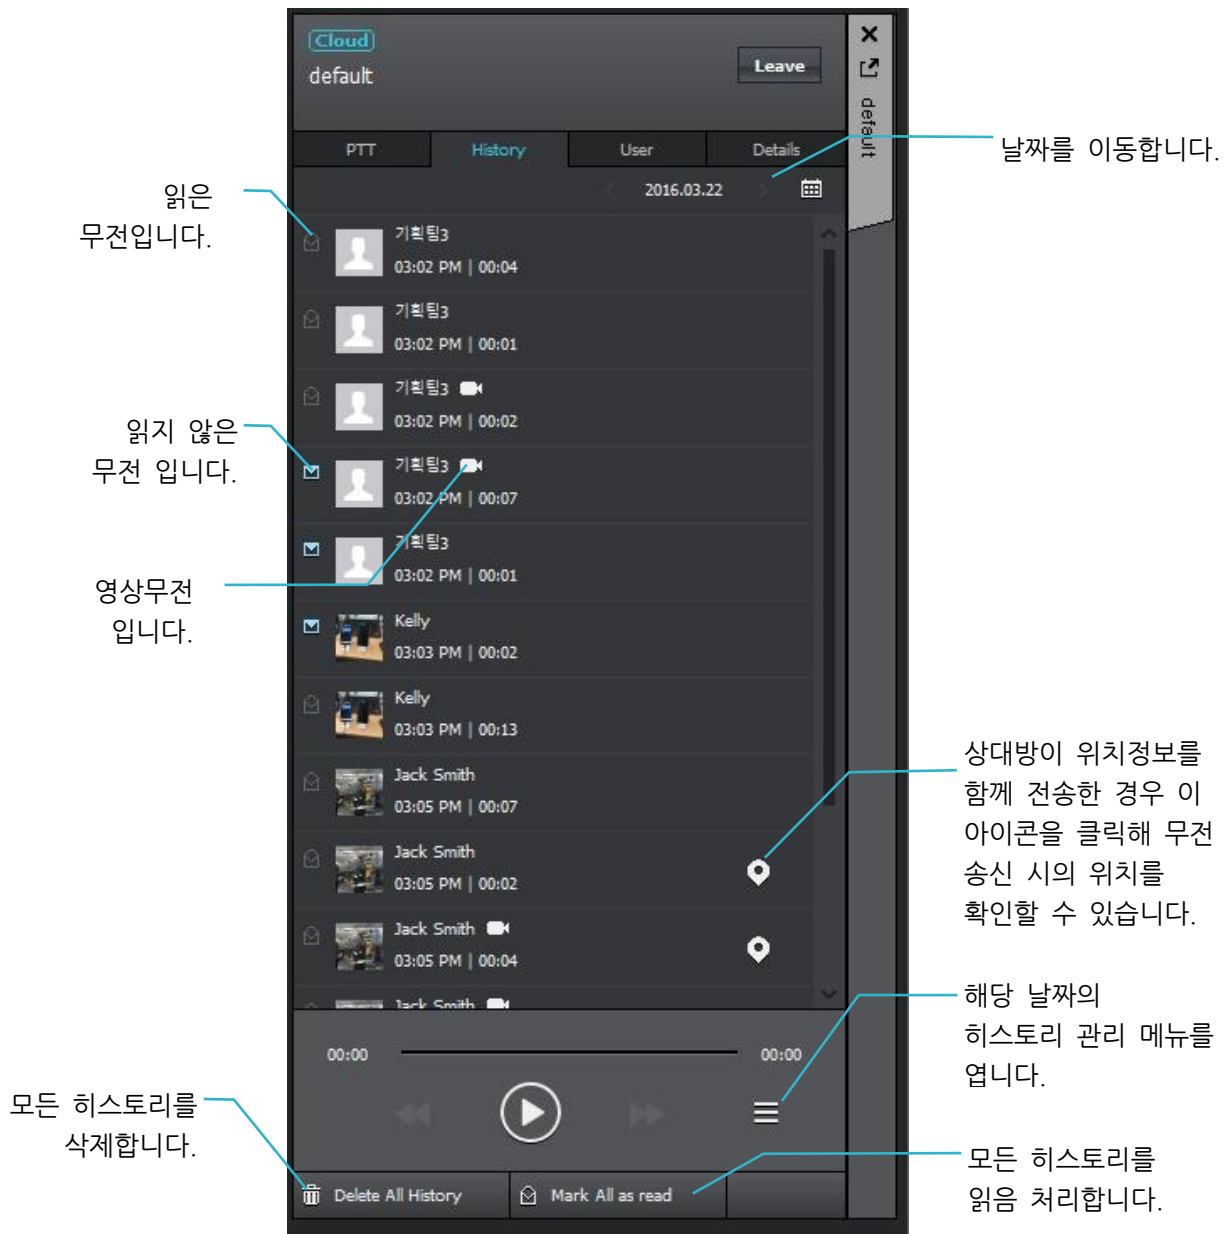 Cloud
default
Leave
default
PTT
History
User
Details
날짜를 이동합니다.
2016.03.22
읽은
무전입니다.
기획팀3
03:02 PM | 00:04
기획팀3
03:02 PM | 00:01
기획팀3
03:02 PM | 00:02
읽지 않은
무전 입니다.
기획팀3
03:02 PM | 00:07
기획팀3
03:02 PM | 00:01
영상무전
입니다.
Kelly
03:03 PM | 00:02
Kelly
03:03 PM | 00:13
Jack Smith
03:05 PM | 00:07
상대방이 위치정보를
함께 전송한 경우 이
아이콘을 클릭해 무전
송신 시의 위치를
확인할 수 있습니다.
Jack Smith
03:05 PM | 00:02
Jack Smith
03:05 PM | 00:04
Jack Smith
해당 날짜의
히스토리 관리 메뉴를
엽니다.
00:00
00:00
모든 히스토리를
삭제합니다.
Delete All History
Mark All as read
모든 히스토리를
읽음 처리합니다.